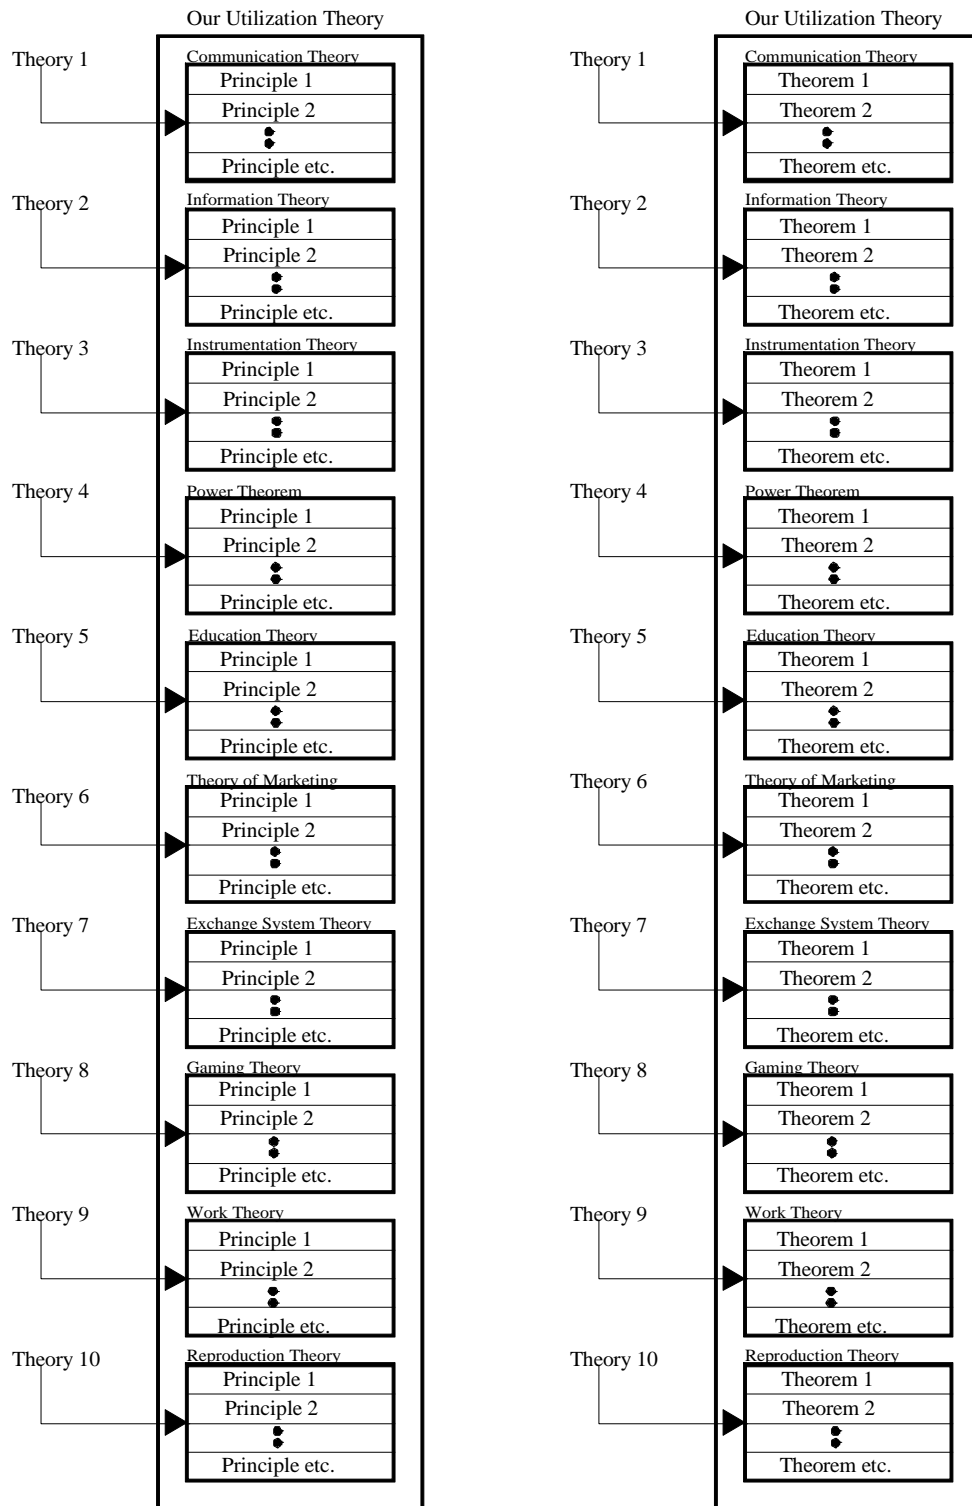 Our Utilization Theory
Theory 1
Communication Theory
Principle 1
Principle 2
Principle etc.
Theory 2
Information Theory
Principle 1
Principle 2
Principle etc.
Theory 3
Instrumentation Theory
Principle 1
Principle 2
Principle etc.
Theory 4
Power Theorem
Principle 1
Principle 2
Principle etc.
Theory 5
Education Theory
Principle 1
Principle 2
Principle etc.
Theory 6
Theory of Marketing
Principle 1
Principle 2
Principle etc.
Theory 7
Exchange System Theory
Principle 1
Principle 2
Principle etc.
Theory 8
Gaming Theory
Principle 1
Principle 2
Principle etc.
Theory 9
Work Theory
Principle 1
Principle 2
Principle etc.
Theory 10
Reproduction Theory
Principle 1
Principle 2
Principle etc.
Our Utilization Theory
Theory 1
Communication Theory
Theorem 1
Theorem 2
Theorem etc.
Theory 2
Information Theory
Theorem 1
Theorem 2
Theorem etc.
Theory 3
Instrumentation Theory
Theorem 1
Theorem 2
Theorem etc.
Theory 4
Power Theorem
Theorem 1
Theorem 2
Theorem etc.
Theory 5
Education Theory
Theorem 1
Theorem 2
Theorem etc.
Theory 6
Theory of Marketing
Theorem 1
Theorem 2
Theorem etc.
Theory 7
Exchange System Theory
Theorem 1
Theorem 2
Theorem etc.
Theory 8
Gaming Theory
Theorem 1
Theorem 2
Theorem etc.
Theory 9
Work Theory
Theorem 1
Theorem 2
Theorem etc.
Theory 10
Reproduction Theory
Theorem 1
Theorem 2
Theorem etc.